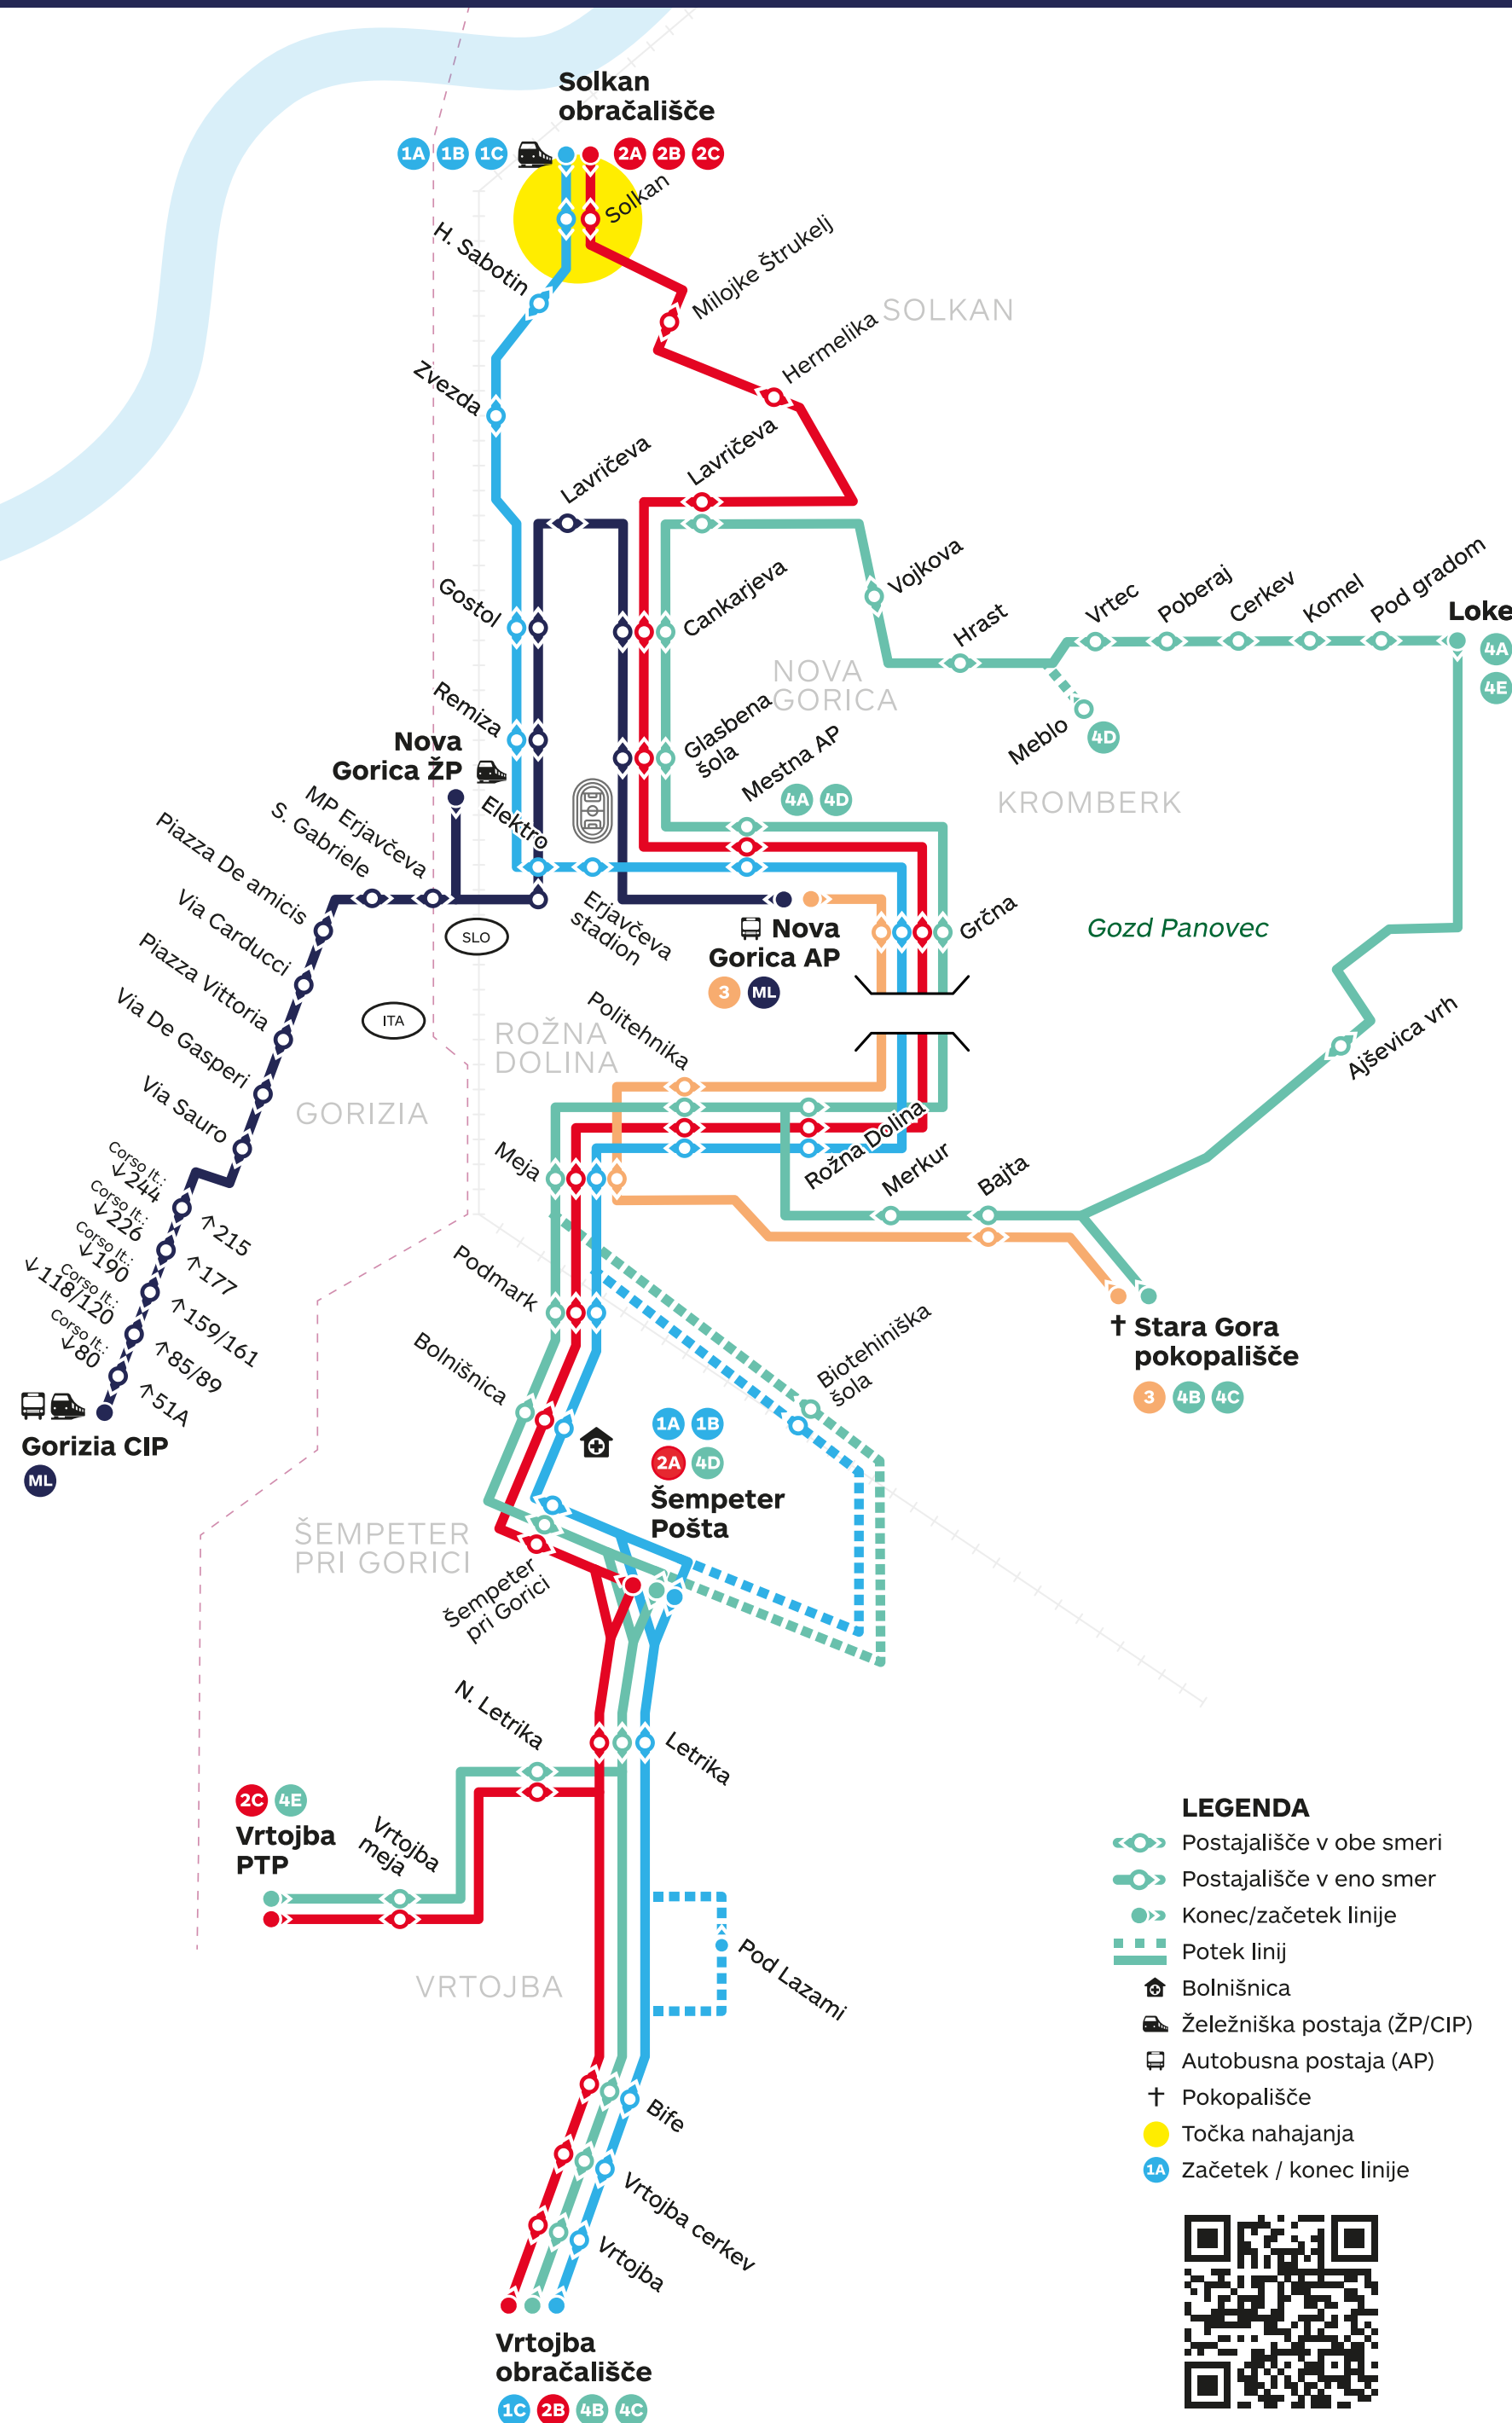 Solkan
obračališče
1A 1B 1C
2A 2B 2C
Solkan
H. Sabotin
Milojke Štrukelj
SOLKAN
Hermelika
Zvezda
Lavričeva
Lavričeva
Vojkova
Gostol
Cankarjeva
Hrast
Vrtec
Poberaj
Cerkev
Komel
Pod gradom
Loke
4A
4E
NOVA
GORICA
Remiza
Glasbena
šola
Meblo
4D
Nova
Gorica ŽP
Mestna AP
4A 4D
KROMBERK
MP Erjavčeva
S. Gabriele
Elektro
Piazza De amicis
Via Carducci
Piazza Vittoria
Via De Gasperi
Via Sauro
Erjavčeva
stadion
SLO
ITA
Nova
Gorica AP
3 ML
Grčna
Gozd Panovec
Politehnika
ROŽNA
DOLINA
GORIZIA
Ajševica vrh
Meja
Rožna Dolina
Merkur
Bajta
Corso It.:
↓244
Corso It.:
↓226
Corso It.:
↓190
Corso It.:
↓118/120
Corso It.:
↓80
↑215
↑177
↑159/161
↑85/89
↑51A
Gorizia CIP
ML
Podmark
Bolnišnica
Biotehiniška
šola
Stara Gora
pokopališče
3 4B 4C
1A 1B
2A 4D
Šempeter
Pošta
ŠEMPETER
PRI GORICI
Šempeter
pri Gorici
N. Letrika
Letrika
2C 4E
Vrtojba
PTP
Vrtojba
meja
VRTOJBA
Pod Lazami
Bife
Vrtojba cerkev
Vrtojba
Vrtojba
obračališče
1C 2B 4B 4C
LEGENDA
Postajališče v obe smeri
Postajališče v eno smer
Konec/začetek linije
Potek linij
Bolnišnica
Želežniška postaja (ŽP/CIP)
Autobusna postaja (AP)
Pokopališče
Točka nahajanja
1A Začetek / konec linije